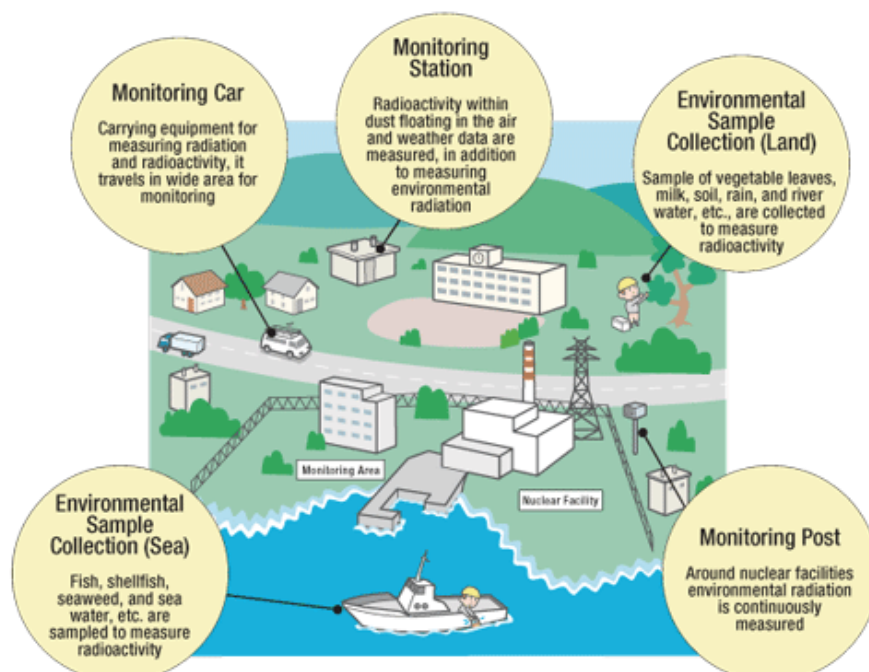 Monitoring Car
Carrying equipment for
measuring radiation
and radioactivity, it
travels in wide area for
monitoring
Monitoring
Station
Radioactivity within
dust floating in the air
and weather data are
measured, in addition
to measuring
environmental
radiation
Environmental
Sample
Collection (Land)
Sample of vegetable leaves,
milk, soil, rain, and river
water, etc., are collected
to measure
radioactivity
Monitoring Area
Nuclear Facility
Environmental
Sample
Collection (Sea)
Fish, shellfish,
seaweed, and sea
water, etc. are
sampled to measure
radioactivity
Monitoring Post
Around nuclear facilities
environmental radiation
is continuously
measured